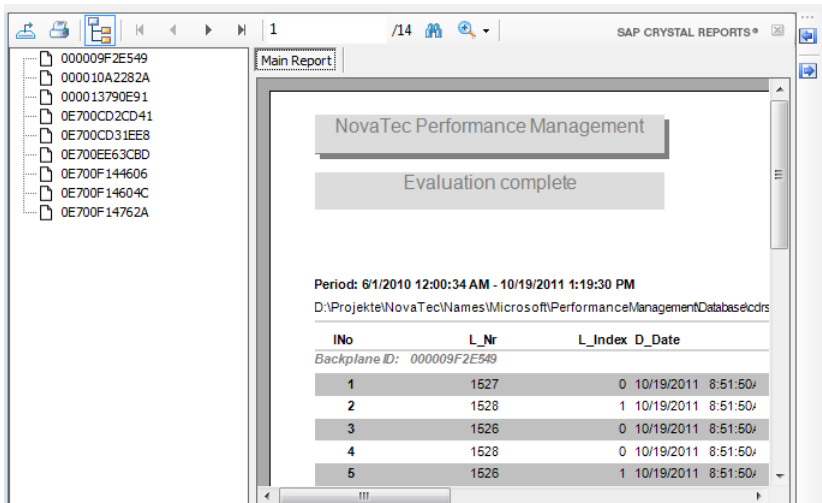 1 /14 SAP CRYSTAL REPORTS®
000009F2E549
000010A2282A
000013790E91
0E700CD2CD41
0E700CD31EE8
0E700EE63CBD
0E700F144606
0E700F14604C
0E700F14762A
Main Report
NovaTec Performance Management
Evaluation complete
Period: 6/1/2010 12:00:34 AM - 10/19/2011 1:19:30 PM
D:\Projekte\NovaTec\Names\Microsoft\PerformanceManagement\Database\cdrs
INo L_Nr L_Index D_Date
Backplane ID: 000009F2E549
1 1527 0 10/19/2011 8:51:50
2 1528 1 10/19/2011 8:51:50
3 1526 0 10/19/2011 8:51:50
4 1528 0 10/19/2011 8:51:50
5 1526 1 10/19/2011 8:51:50